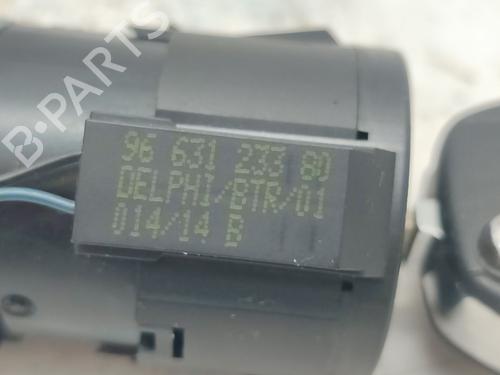 B-PARTS
96 631 233 80
DELPHI/BTR/01
014/14 B